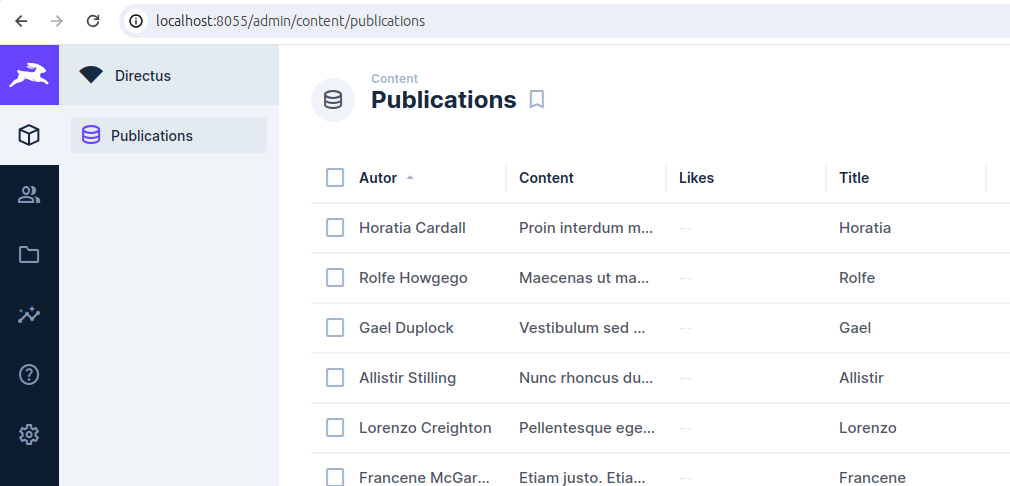 localhost:8055/admin/content/publications
Directus
Publications
Content
Publications
Autor Content Likes Title
Horatia Cardall Proin interdum m... -- Horatia
Rolfe Howgego Maecenas ut ma... -- Rolfe
Gael Duplock Vestibulum sed ... -- Gael
Allistir Stilling Nunc rhoncus du... -- Allistir
Lorenzo Creighton Pellentesque ege... -- Lorenzo
Francene McGar... Etiam justo. Etia... -- Francene